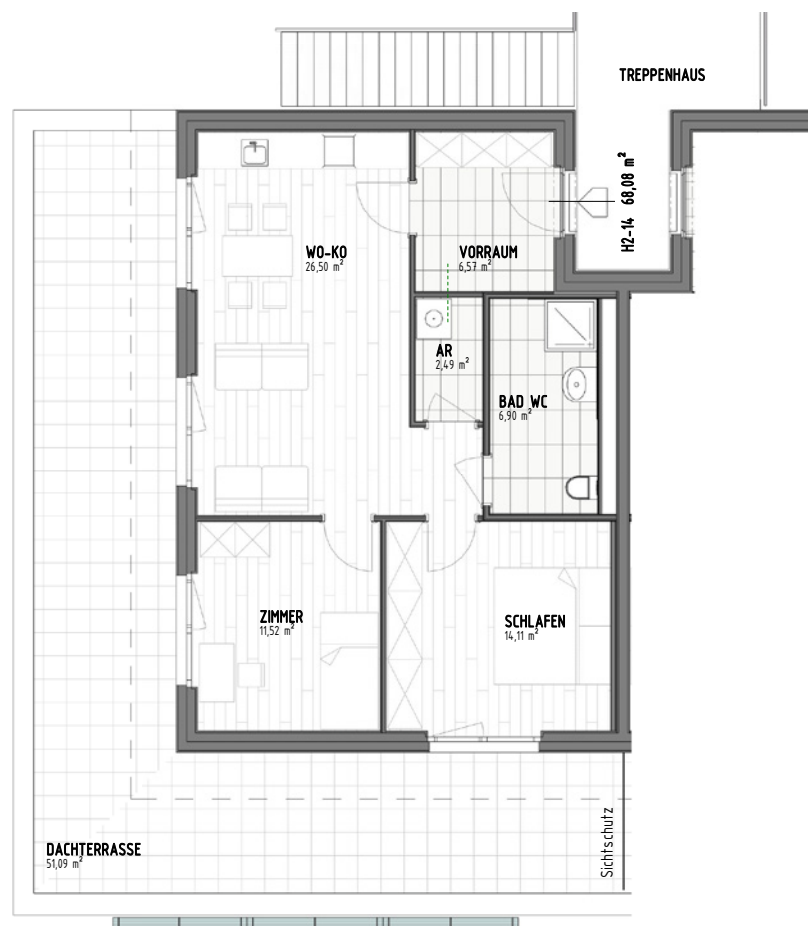 TREPPENHAUS
H2-14 68,08 m²
WO-KO
26,50 m²
VORRAUM
6,57 m²
AR
2,49 m²
BAD WC
6,90 m²
ZIMMER
11,52 m²
SCHLAFEN
14,11 m²
Sichtschutz
DACHTERRASSE
51,09 m²